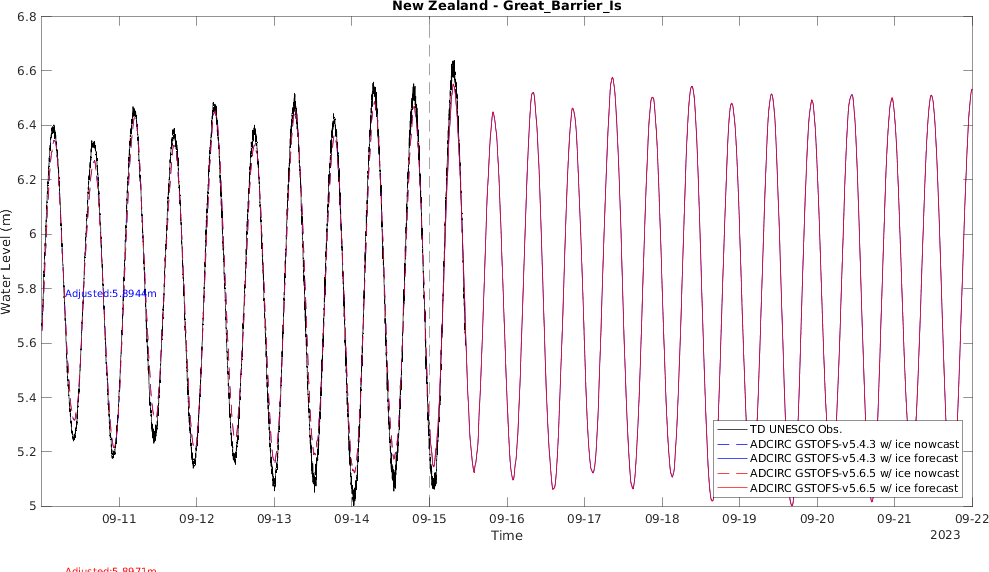 New Zealand - Great_Barrier_Is
6.8
6.6
6.4
6.2
6
5.8
5.6
5.4
5.2
5
Water Level (m)
Adjusted:5.8944m
TD UNESCO Obs.
ADCIRC GSTOFS-v5.4.3 w/ ice nowcast
ADCIRC GSTOFS-v5.4.3 w/ ice forecast
ADCIRC GSTOFS-v5.6.5 w/ ice nowcast
ADCIRC GSTOFS-v5.6.5 w/ ice forecast
09-11 09-12 09-13 09-14 09-15 09-16 09-17 09-18 09-19 09-20 09-21 09-22
Time
2023
Adjusted:5.8971m